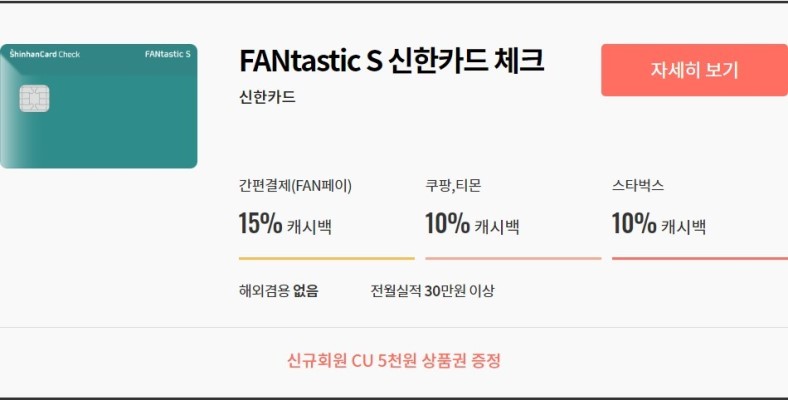 ShinhanCard Check FANtastic S
FANtastic S 신한카드 체크
신한카드
자세히 보기
간편결제(FAN페이) 쿠팡,티몬 스타벅스
15% 캐시백 10% 캐시백 10% 캐시백
해외겸용 없음 전월실적 30만원 이상
신규회원 CU 5천원 상품권 증정